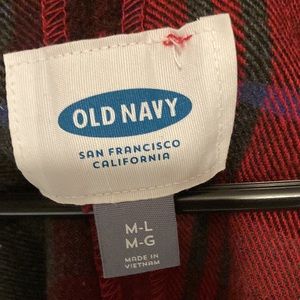 OLD NAVY
SAN FRANCISCO
CALIFORNIA
M-L
M-G
MADE IN
VIETNAM